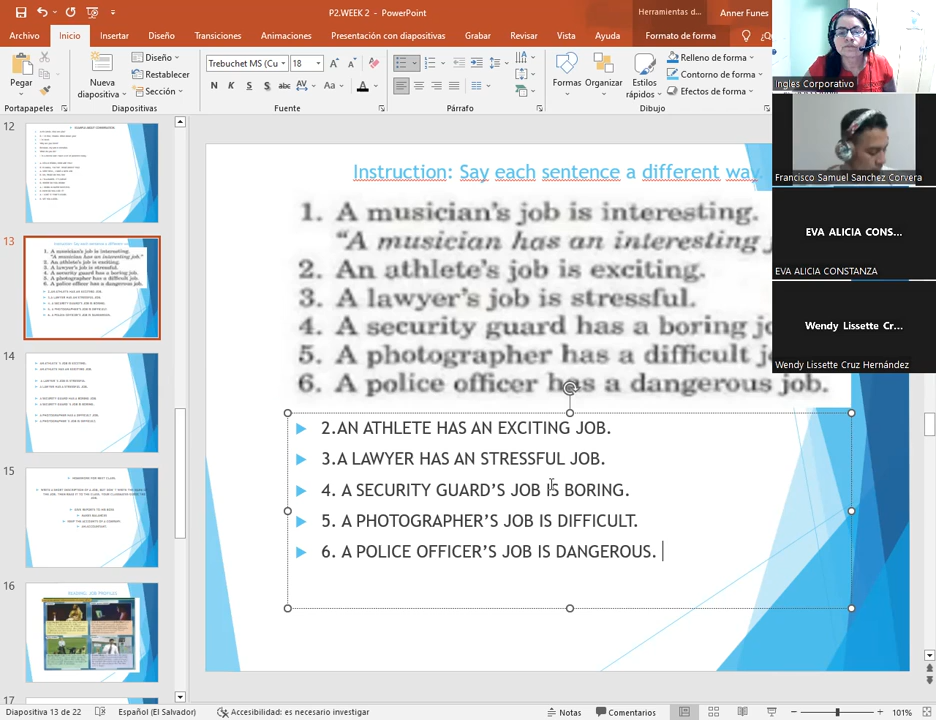 P2.WEEK 2 - PowerPoint
Herramientas d...
Anner Funes
Archivo Inicio Insertar Diseño Transiciones Animaciones Presentación con diapositivas Grabar Revisar Vista Ayuda Formato de forma
Pegar
Nueva diapositiva
Diseño
Restablecer
Sección
Trebuchet MS (Cu 18
N K S abc AV Aa A
Formas Organizar Estilos rápidos
Relleno de forma
Contorno de forma
Efectos de forma
Portapapeles Diapositivas Fuente Párrafo Dibujo
Ingles Corporativo
Francisco Samuel Sanchez Corvera
EVA ALICIA CONS...
EVA ALICIA CONSTANZA
Wendy Lissette Cr...
Wendy Lissette Cruz Hernández
12
13
14
15
16
17
Instruction: Say each sentence a different way.
1. A musician's job is interesting.
"A musician has an interesting
2. An athlete's job is exciting.
3. A lawyer's job is stressful.
4. A security guard has a boring
5. A photographer has a difficult
6. A police officer has a dangerous job.
2.AN ATHLETE HAS AN EXCITING JOB.
3.A LAWYER HAS AN STRESSFUL JOB.
4. A SECURITY GUARD'S JOB IS BORING.
5. A PHOTOGRAPHER'S JOB IS DIFFICULT.
6. A POLICE OFFICER'S JOB IS DANGEROUS.
READING: JOB PROFILES
Diapositiva 13 de 22 Español (El Salvador) Accesibilidad: es necesario investigar Notas Comentarios 101%